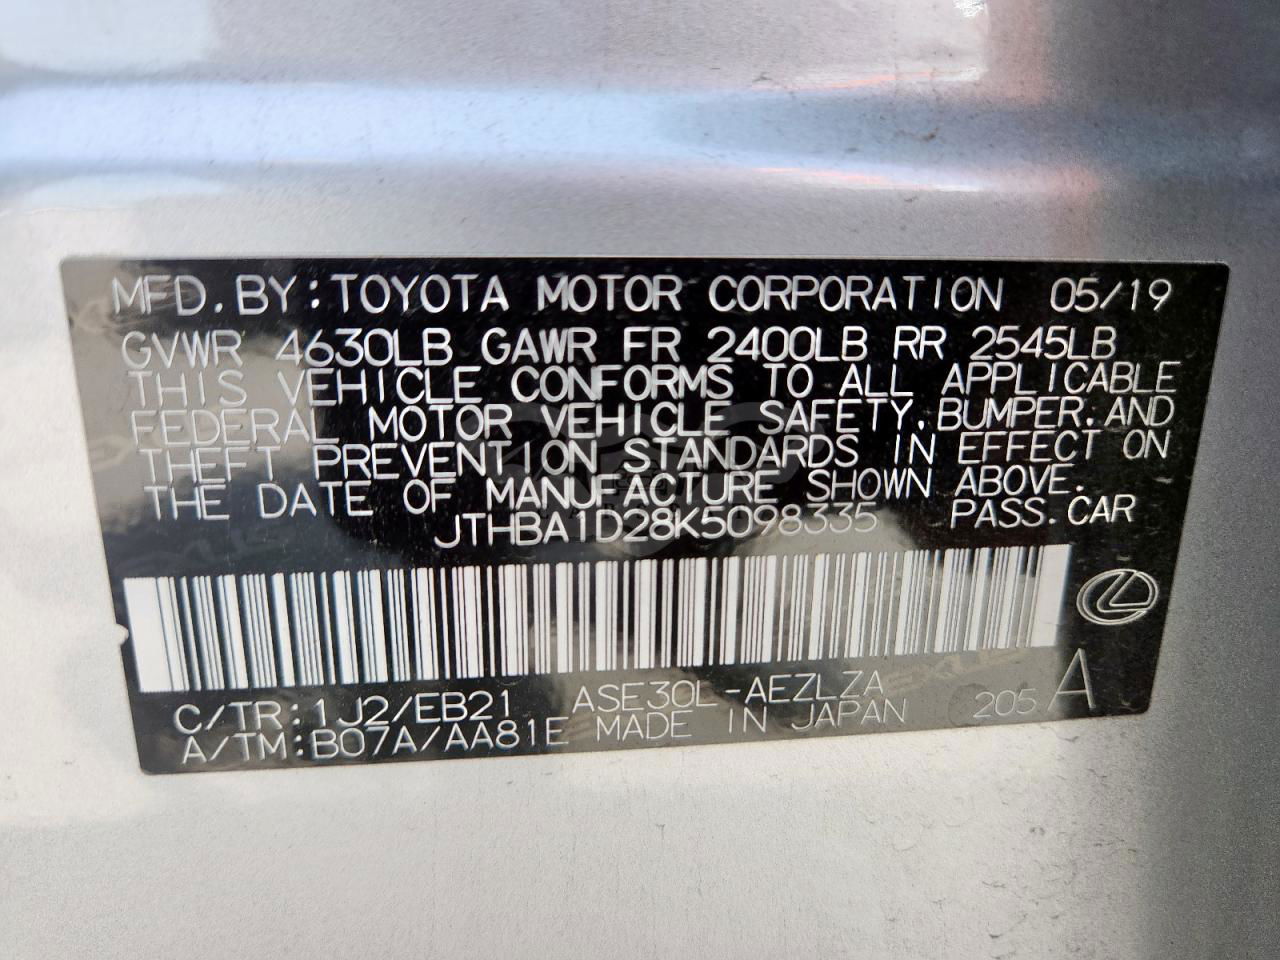 MFD. BY: TOYOTA MOTOR CORPORATION 05/19
GVWR 4630LB GAWR FR 2400LB RR 2545LB
THIS VEHICLE CONFORMS TO ALL APPLICABLE
FEDERAL MOTOR VEHICLE SAFETY, BUMPER, AND
THEFT PREVENTION STANDARDS IN EFFECT ON
THE DATE OF MANUFACTURE SHOWN ABOVE.
JTHBA1D28K5098335 PASS. CAR
C/TR: 1J2/EB21 ASE30L-AEZLZA
A/TM: B07A/AA81E MADE IN JAPAN 205 A